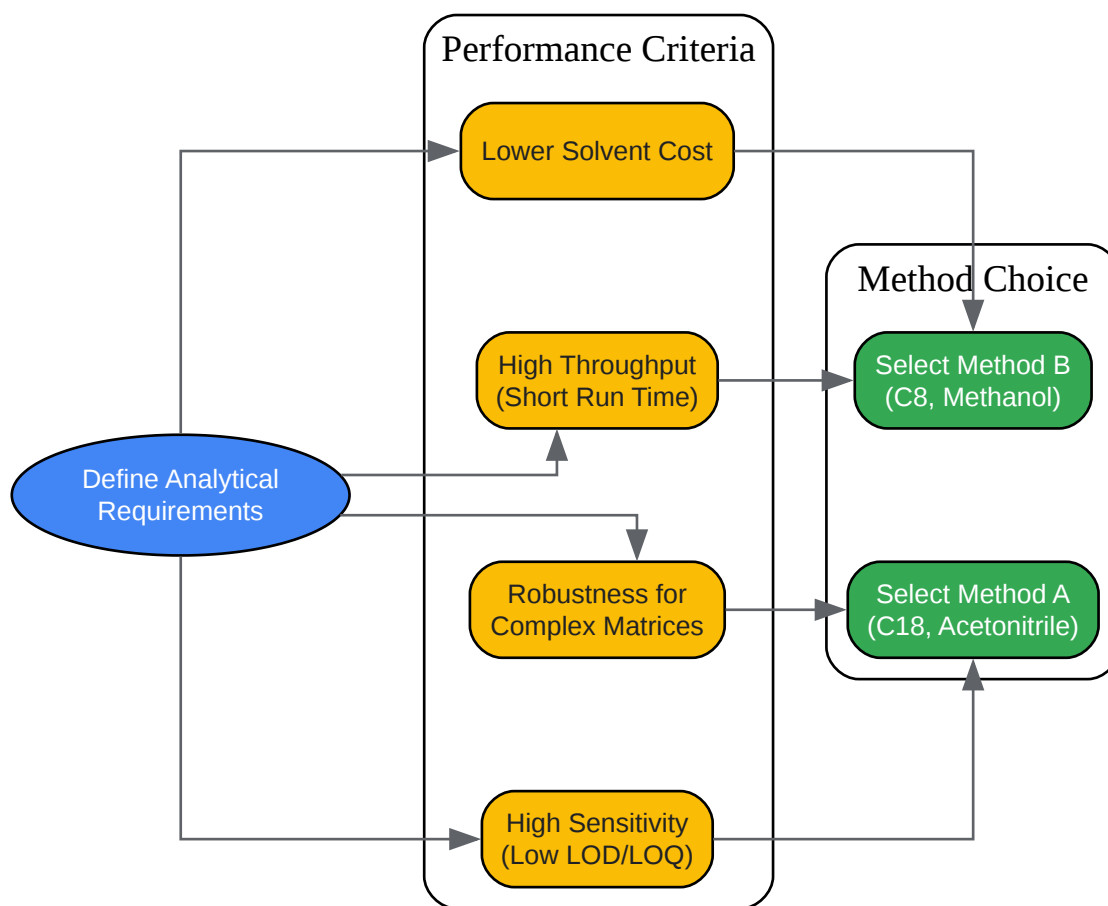 Performance Criteria
Lower Solvent Cost
Method Choice
High Throughput
(Short Run Time)
Select Method B
(C8, Methanol)
Define Analytical
Requirements
Robustness for
Complex Matrices
Select Method A
(C18, Acetonitrile)
High Sensitivity
(Low LOD/LOQ)